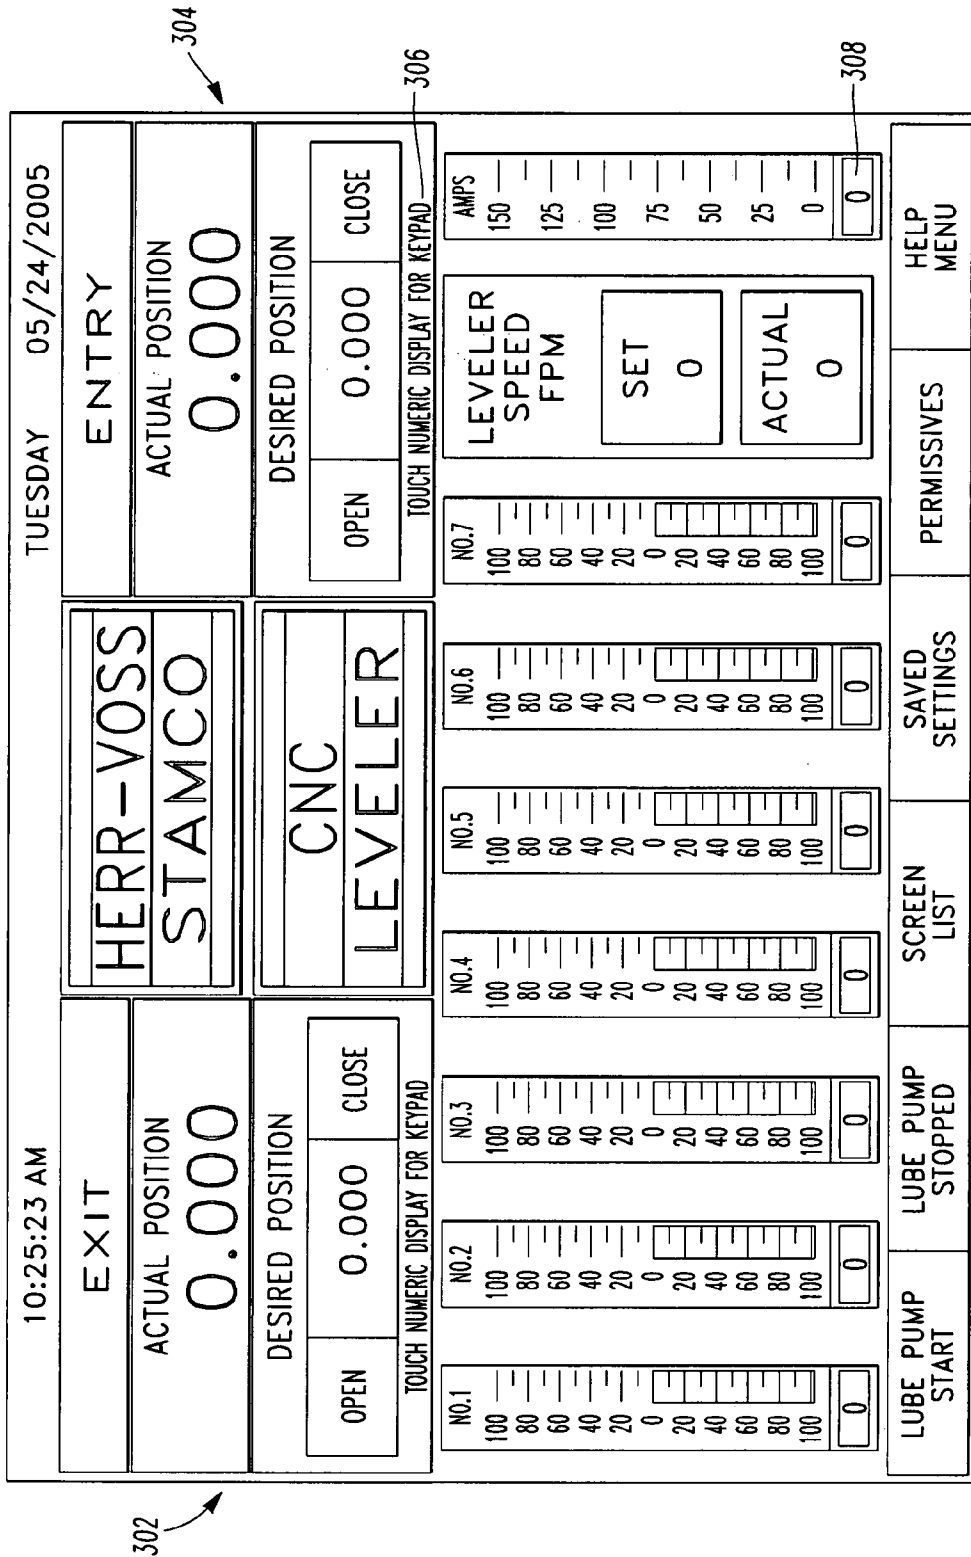 10:25:23 AM
TUESDAY 05/24/2005
302
304
EXIT
ACTUAL POSITION
0.000
DESIRED POSITION
OPEN
0.000
CLOSE
TOUCH NUMERIC DISPLAY FOR KEYPAD
HERR-VOSS
STAMCO
CNC
LEVELER
ENTRY
ACTUAL POSITION
0.000
DESIRED POSITION
OPEN
0.000
CLOSE
TOUCH NUMERIC DISPLAY FOR KEYPAD
306
NO.1
100
80
60
40
20
0
20
40
60
80
100
0
NO.2
100
80
60
40
20
0
20
40
60
80
100
0
NO.3
100
80
60
40
20
0
20
40
60
80
100
0
NO.4
100
80
60
40
20
0
20
40
60
80
100
0
NO.5
100
80
60
40
20
0
20
40
60
80
100
0
NO.6
100
80
60
40
20
0
20
40
60
80
100
0
NO.7
100
80
60
40
20
0
20
40
60
80
100
0
LEVELER
SPEED
FPM
SET
0
ACTUAL
0
AMPS
150
125
100
75
50
25
0
0
308
LUBE PUMP
START
LUBE PUMP
STOPPED
SCREEN
LIST
SAVED
SETTINGS
PERMISSIVES
HELP
MENU